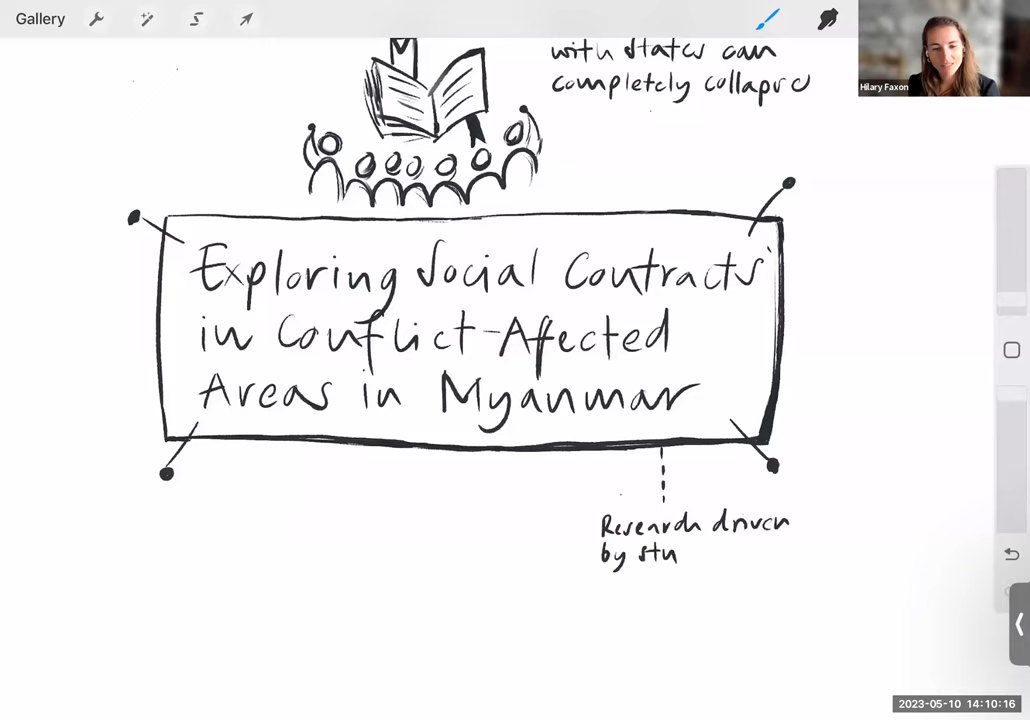 Gallery
with states can
completely collapse
Hilary Faxon
Exploring Social Contracts
in Conflict-Affected
Areas in Myanmar
Research driven
by stu
2023-05-10 14:10:16